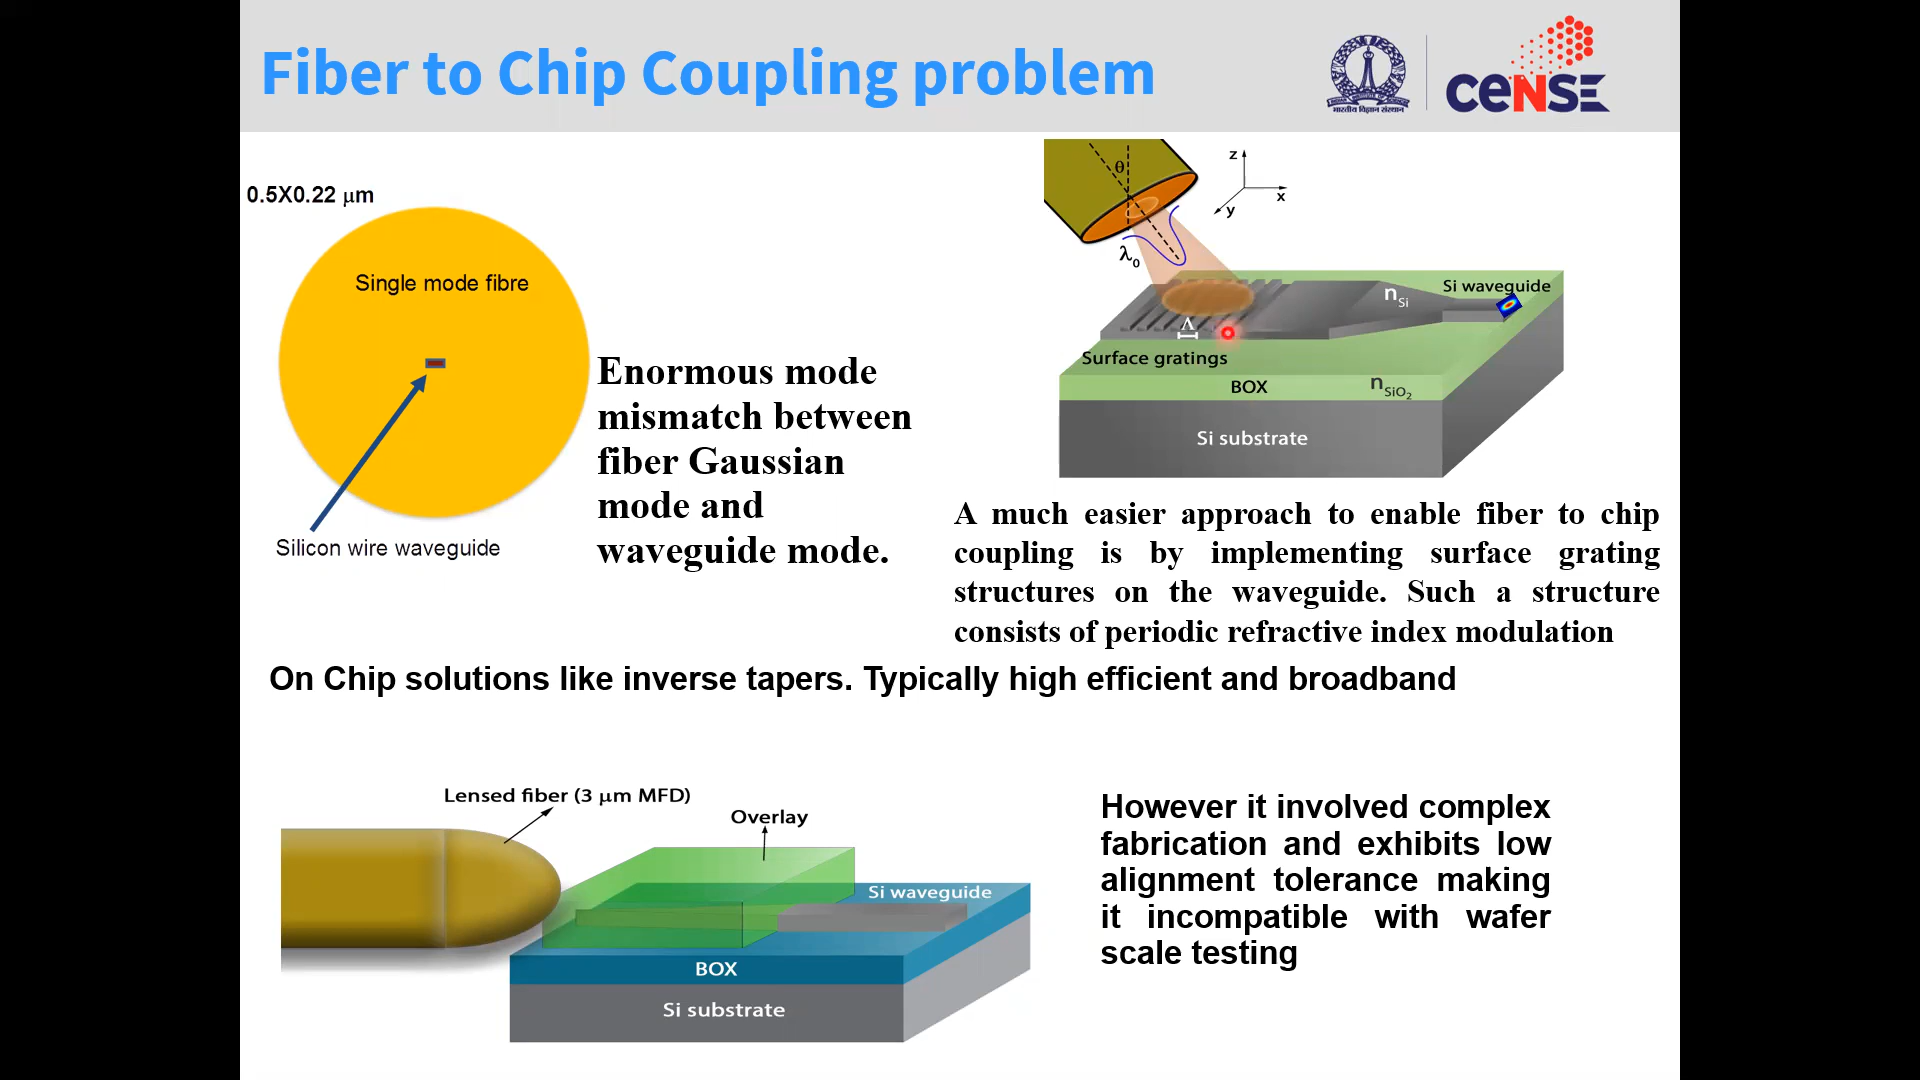 Fiber to Chip Coupling problem
भारतीय विज्ञान संस्थान
ceNSE
0.5X0.22 μm
Single mode fibre
Silicon wire waveguide
Enormous mode
mismatch between
fiber Gaussian
mode and
waveguide mode.
θ
λ0
z
x
y
nSi
Si waveguide
Λ
Surface gratings
BOX
nSiO2
Si substrate
A much easier approach to enable fiber to chip
coupling is by implementing surface grating
structures on the waveguide. Such a structure
consists of periodic refractive index modulation
On Chip solutions like inverse tapers. Typically high efficient and broadband
Lensed fiber (3 μm MFD)
Overlay
Si waveguide
BOX
Si substrate
However it involved complex
fabrication and exhibits low
alignment tolerance making
it incompatible with wafer
scale testing